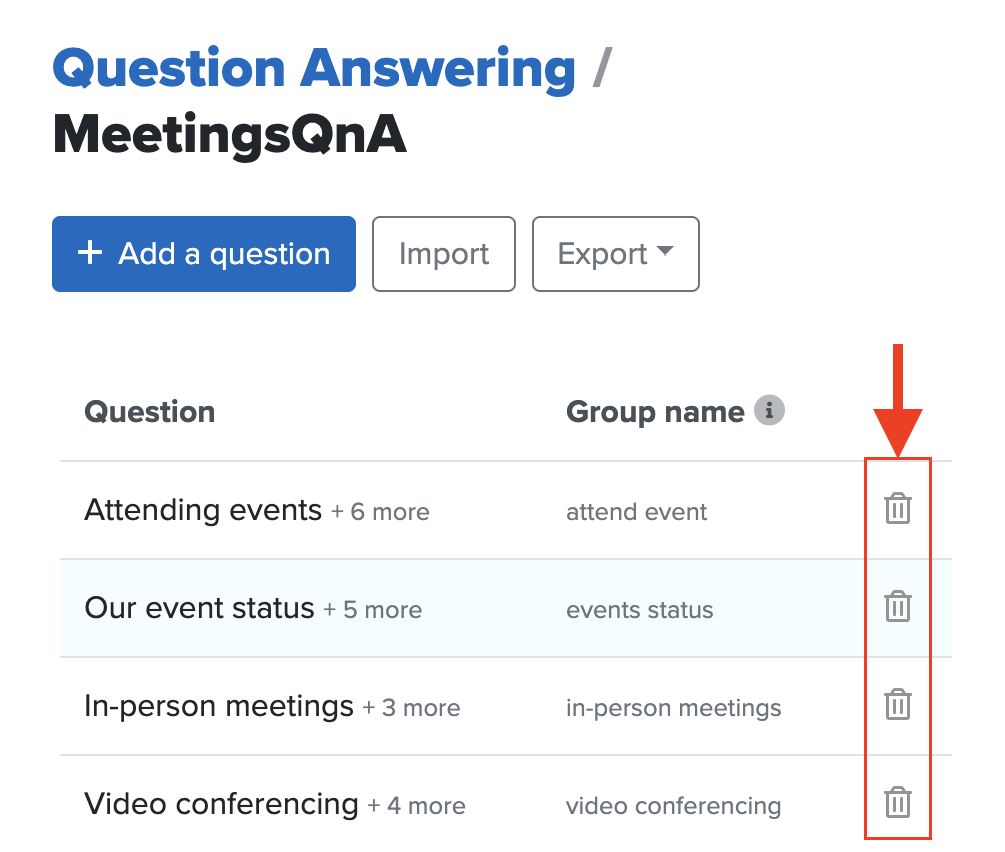 Question Answering /
MeetingsQnA
+ Add a question Import Export
Question Group name
Attending events + 6 more attend event
Our event status + 5 more events status
In-person meetings + 3 more in-person meetings
Video conferencing + 4 more video conferencing